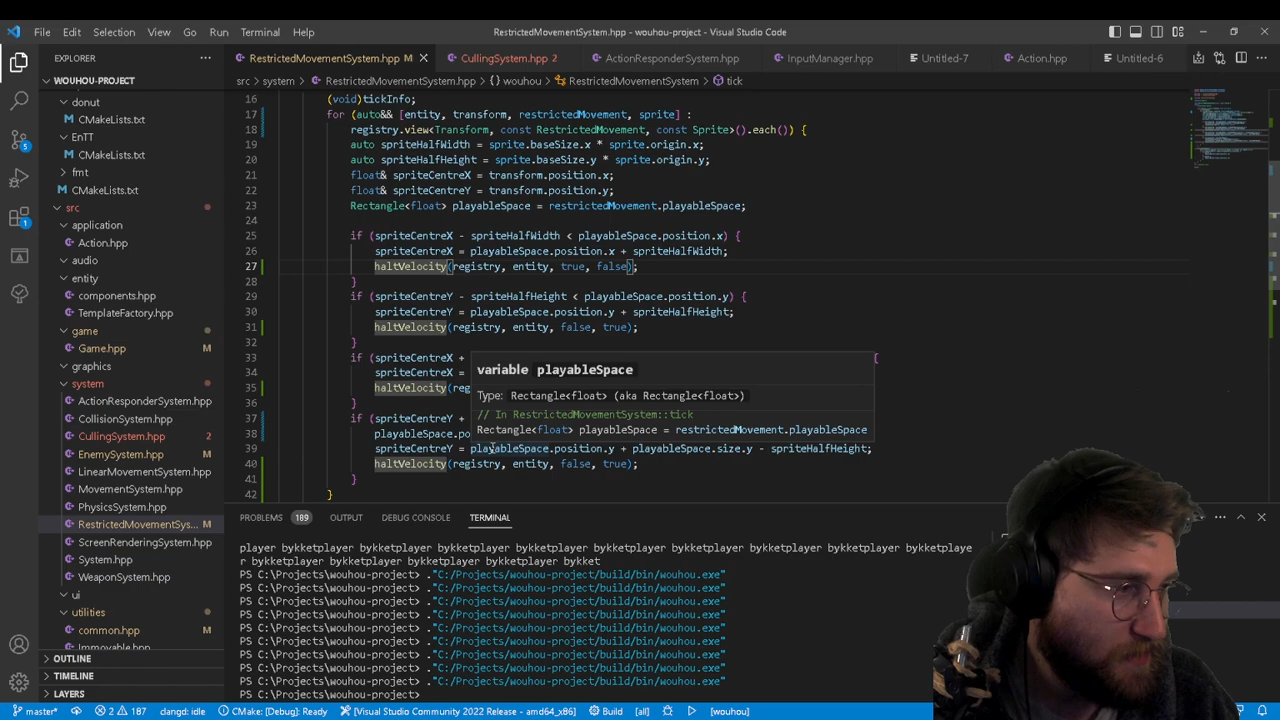 File Edit Selection View Go Run Terminal Help
RestrictedMovementSystem.hpp - wouhou-project - Visual Studio Code
EXPLORER
WOUHOU-PROJECT
donut
CMakeLists.txt
EnTT
CMakeLists.txt
fmt
CMakeLists.txt
src
application
Action.hpp
audio
entity
components.hpp
TemplateFactory.hpp
game
Game.hpp M
graphics
system
ActionResponderSystem.hpp
CollisionSystem.hpp
CullingSystem.hpp 2
EnemySystem.hpp M
LinearMovementSystem.hpp
MovementSystem.hpp
PhysicsSystem.hpp
RestrictedMovementSys... M
ScreenRenderingSystem.hpp
System.hpp
WeaponSystem.hpp
ui
utilities
common.hpp M
Immovable.hpp
OUTLINE
TIMELINE
LAYERS
RestrictedMovementSystem.hpp M
CullingSystem.hpp 2
ActionResponderSystem.hpp
InputManager.hpp
Untitled-7
Action.hpp
Untitled-6
src > system > RestrictedMovementSystem.hpp > {} wouhou > RestrictedMovementSystem > tick
16 (void)tickInfo;
17 for (auto&& [entity, transform, restrictedMovement, sprite] :
18 registry.view<Transform, const RestrictedMovement, const Sprite>().each()) {
19 auto spriteHalfWidth = sprite.baseSize.x * sprite.origin.x;
20 auto spriteHalfHeight = sprite.baseSize.y * sprite.origin.y;
21 float& spriteCentreX = transform.position.x;
22 float& spriteCentreY = transform.position.y;
23 Rectangle<float> playableSpace = restrictedMovement.playableSpace;
24
25 if (spriteCentreX - spriteHalfWidth < playableSpace.position.x) {
26 spriteCentreX = playableSpace.position.x + spriteHalfWidth;
27 haltVelocity(registry, entity, true, false);
28 }
29 if (spriteCentreY - spriteHalfHeight < playableSpace.position.y) {
30 spriteCentreY = playableSpace.position.y + spriteHalfHeight;
31 haltVelocity(registry, entity, false, true);
32 }
33 if (spriteCentreX + {
34 spriteCentreX =
35 haltVelocity(reg
36 }
37 if (spriteCentreY +
38 playableSpace.po
39 spriteCentreY = playableSpace.position.y + playableSpace.size.y - spriteHalfHeight;
40 haltVelocity(registry, entity, false, true);
41 }
42 }
variable playableSpace
Type: Rectangle<float> (aka Rectangle<float>)
// In RestrictedMovementSystem::tick
Rectangle<float> playableSpace = restrictedMovement.playableSpace
PROBLEMS 189 OUTPUT DEBUG CONSOLE TERMINAL
player bykketplayer bykketplayer bykketplayer bykketplayer bykketplayer bykketplayer bykketplayer bykketplaye
r bykketplayer bykketplayer bykketplayer bykket
PS C:\Projects\wouhou-project> ."C:/Projects/wouhou-project/build/bin/wouhou.exe"
PS C:\Projects\wouhou-project> ."C:/Projects/wouhou-project/build/bin/wouhou.exe"
PS C:\Projects\wouhou-project> ."C:/Projects/wouhou-project/build/bin/wouhou.exe"
PS C:\Projects\wouhou-project> ."C:/Projects/wouhou-project/build/bin/wouhou.exe"
PS C:\Projects\wouhou-project> ."C:/Projects/wouhou-project/build/bin/wouhou.exe"
PS C:\Projects\wouhou-project> ."C:/Projects/wouhou-project/build/bin/wouhou.exe"
PS C:\Projects\wouhou-project> ."C:/Projects/wouhou-project/build/bin/wouhou.exe"
PS C:\Projects\wouhou-project> ."C:/Projects/wouhou-project/build/bin/wouhou.exe"
PS C:\Projects\wouhou-project> ."C:/Projects/wouhou-project/build/bin/wouhou.exe"
PS C:\Projects\wouhou-project>
5
1
master* 2 187 clangd: idle CMake: [Debug]: Ready [Visual Studio Community 2022 Release - amd64_x86] Build [all] [wouhou]